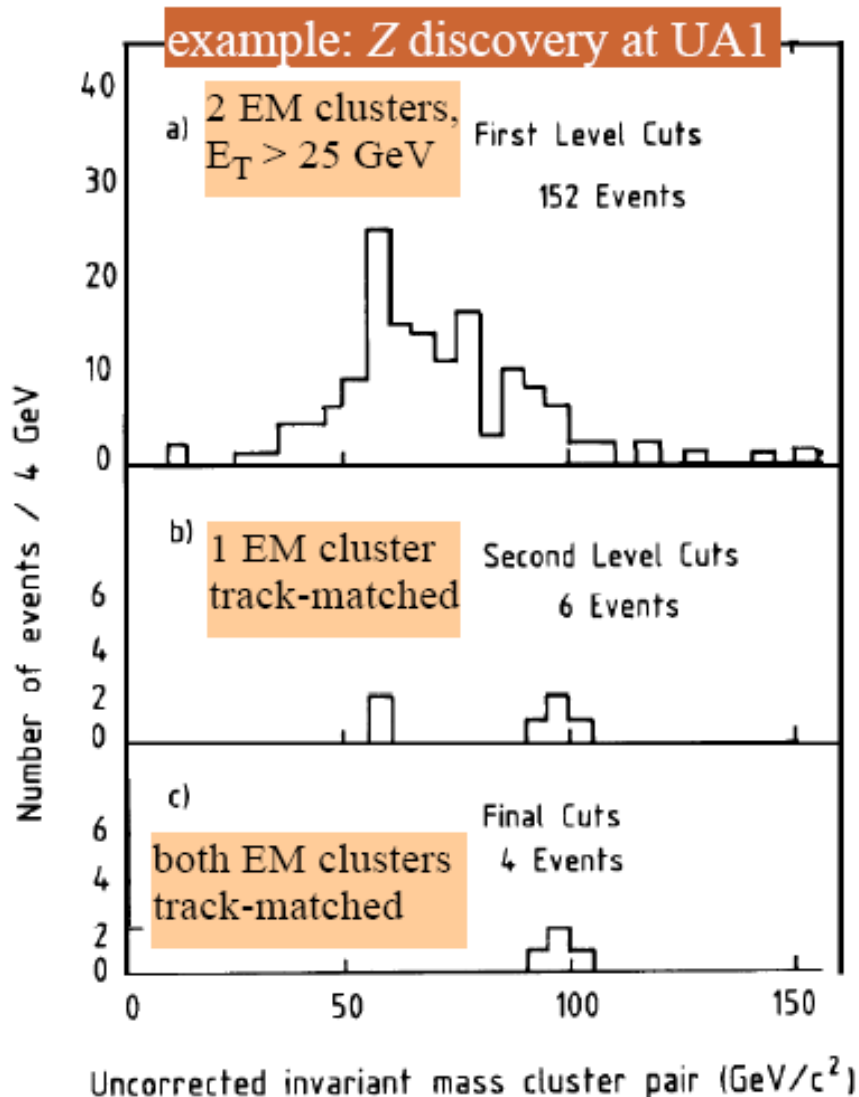 example: Z discovery at UA1
a) 2 EM clusters,
E_T > 25 GeV
First Level Cuts
152 Events
40
30
20
10
0
b) 1 EM cluster
track-matched
Second Level Cuts
6 Events
6
4
2
0
c)
both EM clusters
track-matched
Final Cuts
4 Events
6
4
2
0
0 50 100 150
Number of events / 4 GeV
Uncorrected invariant mass cluster pair (GeV/c²)